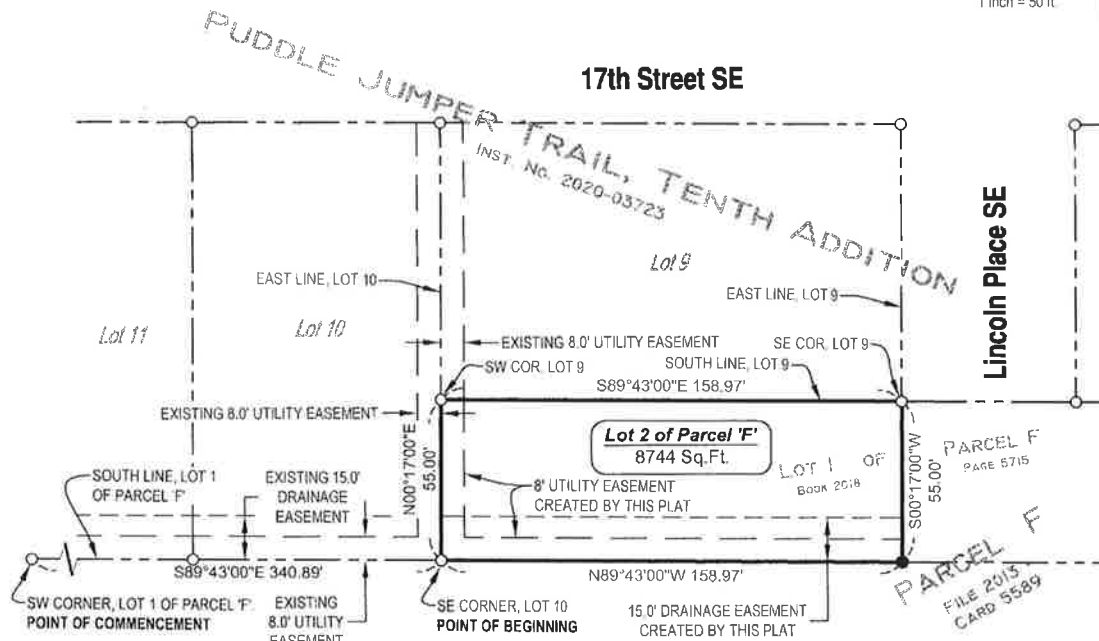 1 inch = 50 ft.
17th Street SE
PUDDLE JUMPER TRAIL, TENTH ADDITION
INST. No. 2020-03723
Lincoln Place SE
Lot 9
EAST LINE, LOT 10
EAST LINE, LOT 9
Lot 11
Lot 10
EXISTING 8.0' UTILITY EASEMENT
SE COR, LOT 9
SW COR, LOT 9
SOUTH LINE, LOT 9
S89°43'00"E 158.97'
EXISTING 8.0' UTILITY EASEMENT
N00°17'00"E
55.00'
Lot 2 of Parcel 'F'
8744 Sq.Ft.
LOT 1 OF
BOOK 2018
S00°17'00"W
55.00'
PARCEL F
PAGE 5715
SOUTH LINE, LOT 1
OF PARCEL 'F'
EXISTING 15.0'
DRAINAGE
EASEMENT
8' UTILITY EASEMENT
CREATED BY THIS PLAT
S89°43'00"E 340.89'
N89°43'00"W 158.97'
PARCEL F
FILE 2013,
CARD 5589
SW CORNER, LOT 1 OF PARCEL 'F'
POINT OF COMMENCEMENT
EXISTING
8.0' UTILITY
EASEMENT
SE CORNER, LOT 10
POINT OF BEGINNING
15.0' DRAINAGE EASEMENT
CREATED BY THIS PLAT